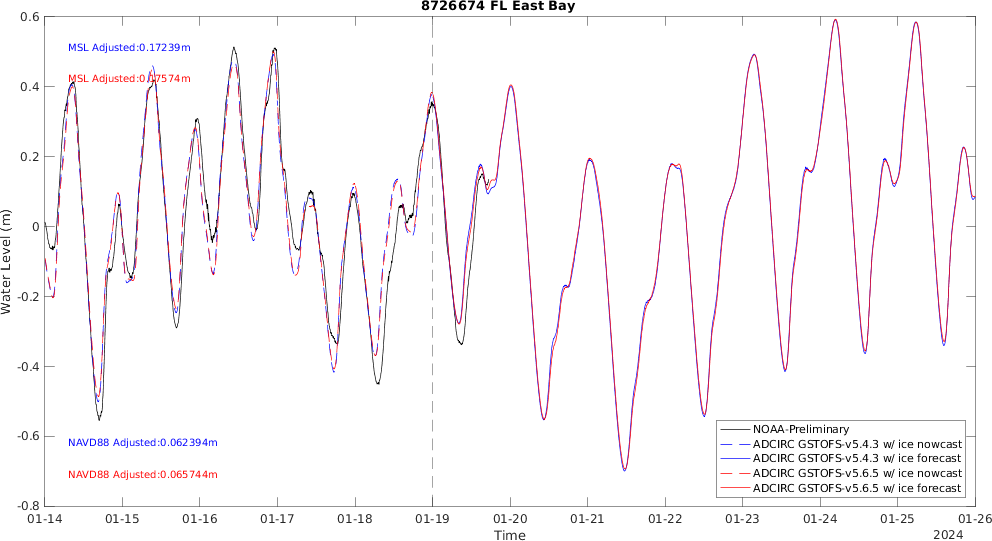 8726674 FL East Bay
0.6
0.4
0.2
0
-0.2
-0.4
-0.6
-0.8
Water Level (m)
MSL Adjusted:0.17239m
MSL Adjusted:0.17574m
NAVD88 Adjusted:0.062394m
NAVD88 Adjusted:0.065744m
NOAA-Preliminary
ADCIRC GSTOFS-v5.4.3 w/ ice nowcast
ADCIRC GSTOFS-v5.4.3 w/ ice forecast
ADCIRC GSTOFS-v5.6.5 w/ ice nowcast
ADCIRC GSTOFS-v5.6.5 w/ ice forecast
01-14 01-15 01-16 01-17 01-18 01-19 01-20 01-21 01-22 01-23 01-24 01-25 01-26
Time
2024